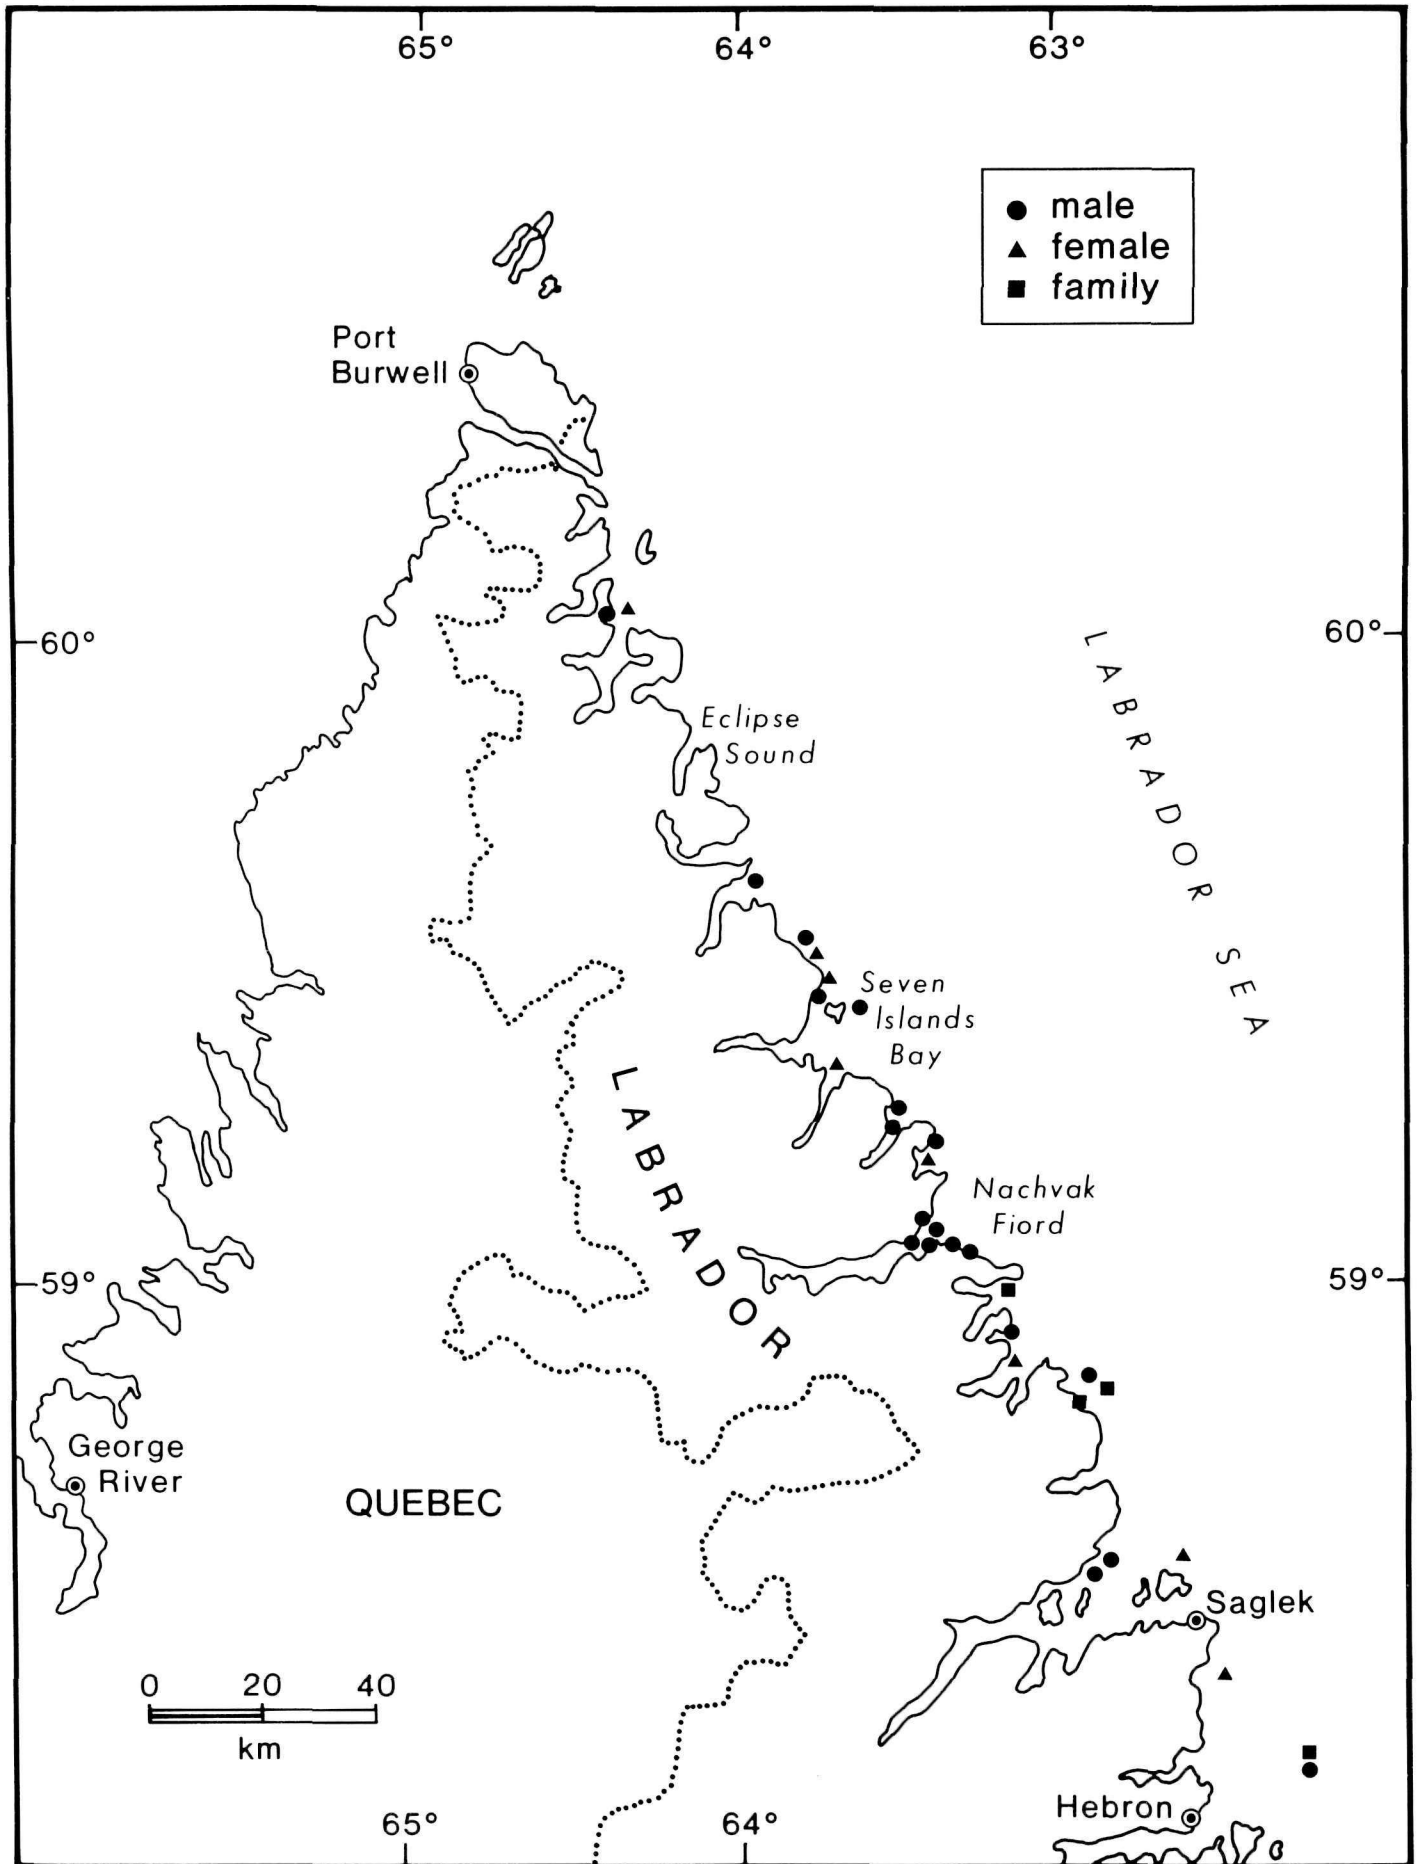 65° 64° 63°
male
female
family
Port
Burwell
60° 60°
LABRADOR SEA
Eclipse
Sound
Seven
Islands
Bay
LABRADOR
Nachvak
Fiord
59° 59°
George
River
QUEBEC
Saglek
0 20 40
km
Hebron
65° 64°